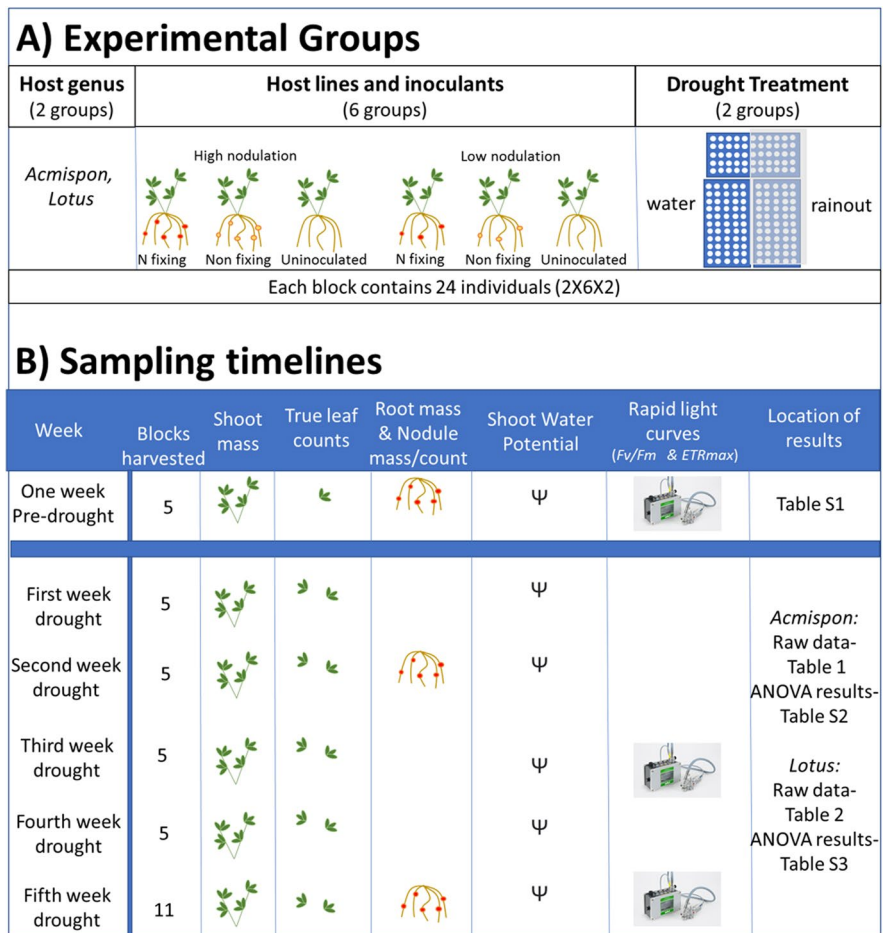 A) Experimental Groups
Host genus
(2 groups)
Host lines and inoculants
(6 groups)
Drought Treatment
(2 groups)
Acmispon,
Lotus
High nodulation
N fixing
Non fixing
Uninoculated
Low nodulation
N fixing
Non fixing
Uninoculated
water
rainout
Each block contains 24 individuals (2X6X2)
B) Sampling timelines
Week
Blocks
harvested
Shoot
mass
True leaf
counts
Root mass
& Nodule
mass/count
Shoot Water
Potential
Rapid light
curves
(Fv/Fm & ETRmax)
Location of
results
One week
Pre-drought
5
Ψ
Table S1
First week
drought
5
Ψ
Second week
drought
5
Ψ
Third week
drought
5
Ψ
Fourth week
drought
5
Ψ
Fifth week
drought
11
Ψ
Acmispon:
Raw data-
Table 1
ANOVA results-
Table S2
Lotus:
Raw data-
Table 2
ANOVA results-
Table S3